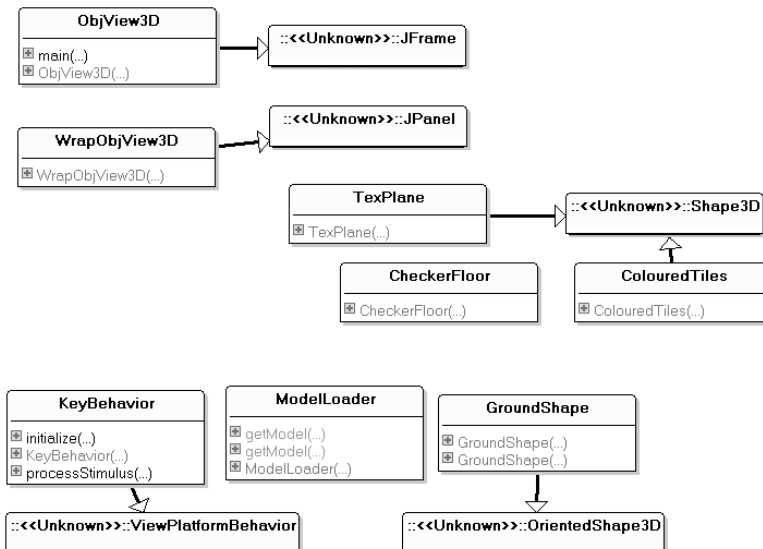 ObjView3D
main(...)
ObjView3D(...)
::<<Unknown>>::JFrame
WrapObjView3D
WrapObjView3D(...)
::<<Unknown>>::JPanel
TexPlane
TexPlane(...)
::<<Unknown>>::Shape3D
CheckerFloor
CheckerFloor(...)
ColouredTiles
ColouredTiles(...)
KeyBehavior
initialize(...)
KeyBehavior(...)
processStimulus(...)
ModelLoader
getModel(...)
getModel(...)
ModelLoader(...)
GroundShape
GroundShape(...)
GroundShape(...)
::<<Unknown>>::ViewPlatformBehavior
::<<Unknown>>::OrientedShape3D